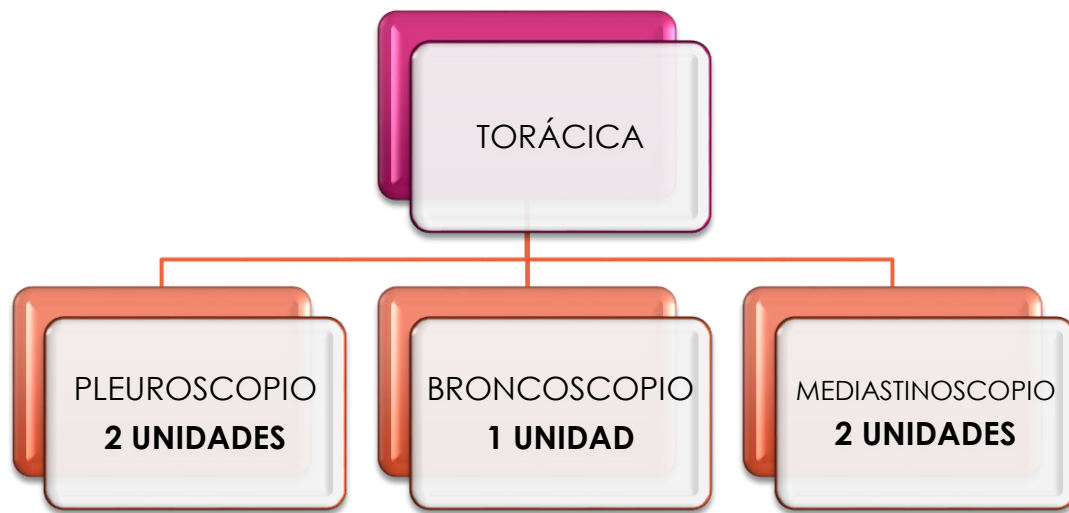 TORÁCICA
PLEUROSCOPIO
2 UNIDADES
BRONCOSCOPIO
1 UNIDAD
MEDIASTINOSCOPIO
2 UNIDADES